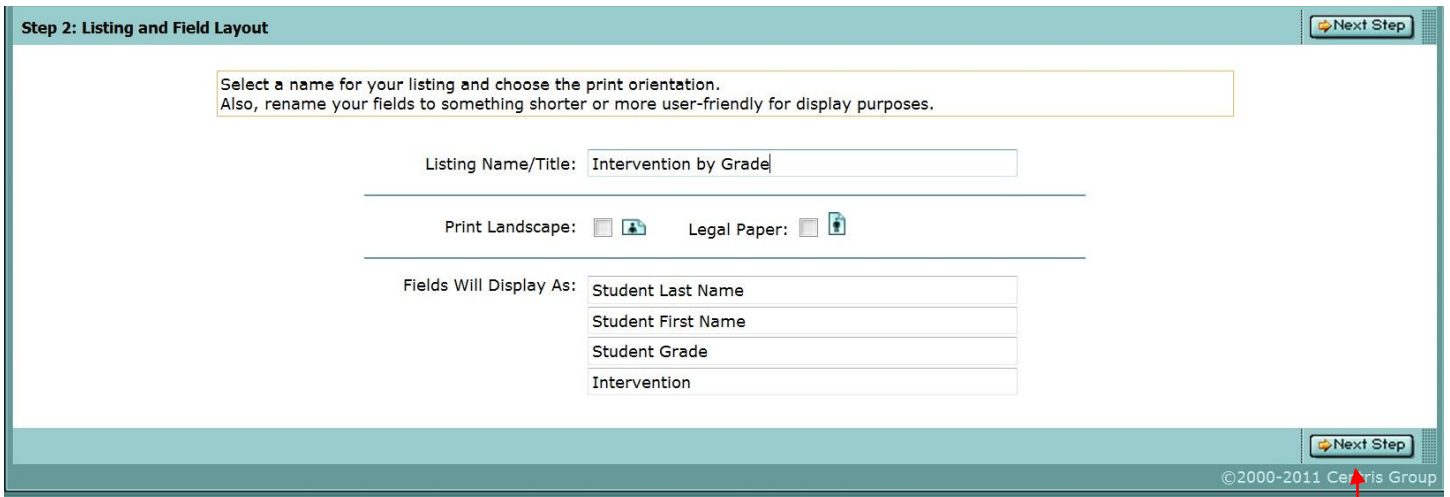 Step 2: Listing and Field Layout
Next Step
Select a name for your listing and choose the print orientation.
Also, rename your fields to something shorter or more user-friendly for display purposes.
Listing Name/Title: Intervention by Grade
Print Landscape: Legal Paper:
Fields Will Display As: Student Last Name
Student First Name
Student Grade
Intervention
Next Step
©2000-2011 Centris Group